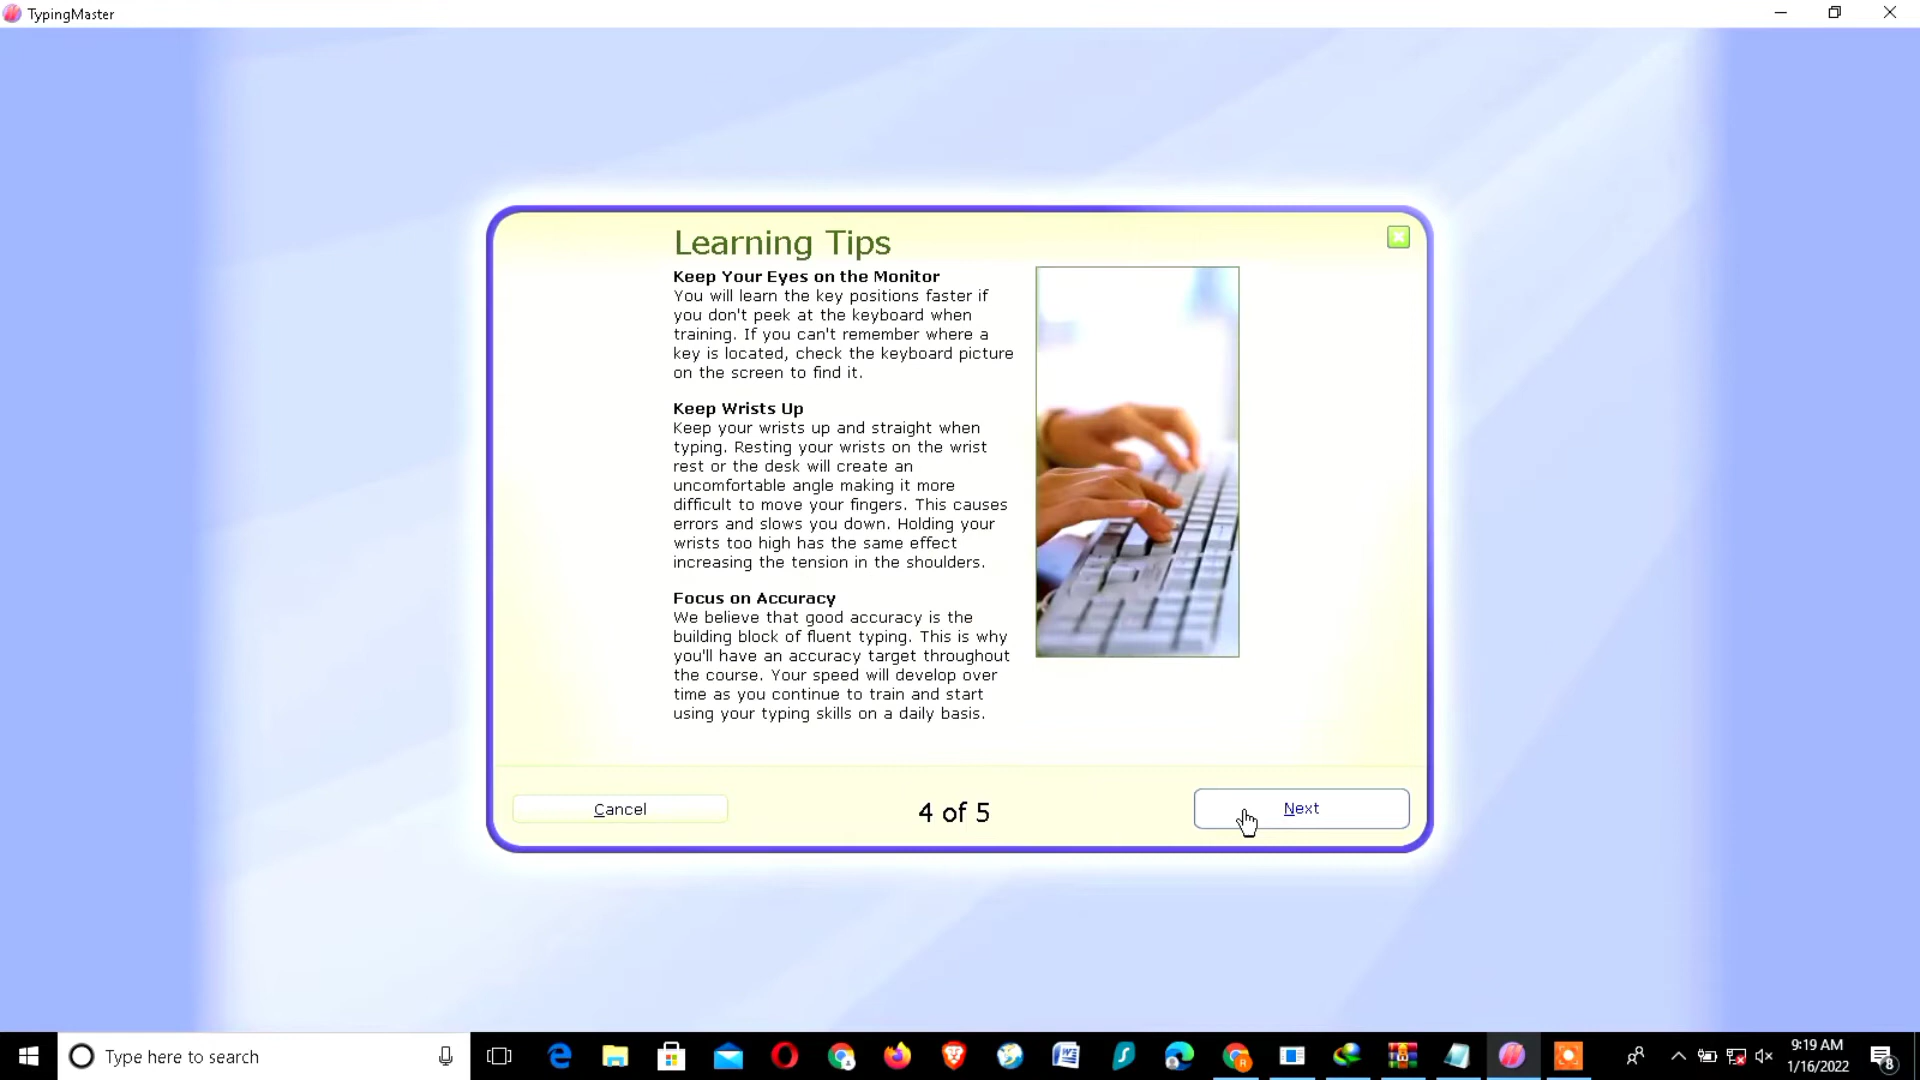 TypingMaster
Learning Tips
Keep Your Eyes on the Monitor
You will learn the key positions faster if
you don't peek at the keyboard when
training. If you can't remember where a
key is located, check the keyboard picture
on the screen to find it.
Keep Wrists Up
Keep your wrists up and straight when
typing. Resting your wrists on the wrist
rest or the desk will create an
uncomfortable angle making it more
difficult to move your fingers. This causes
errors and slows you down. Holding your
wrists too high has the same effect
increasing the tension in the shoulders.
Focus on Accuracy
We believe that good accuracy is the
building block of fluent typing. This is why
you'll have an accuracy target throughout
the course. Your speed will develop over
time as you continue to train and start
using your typing skills on a daily basis.
Cancel
4 of 5
Next
Type here to search
9:19 AM
1/16/2022
8